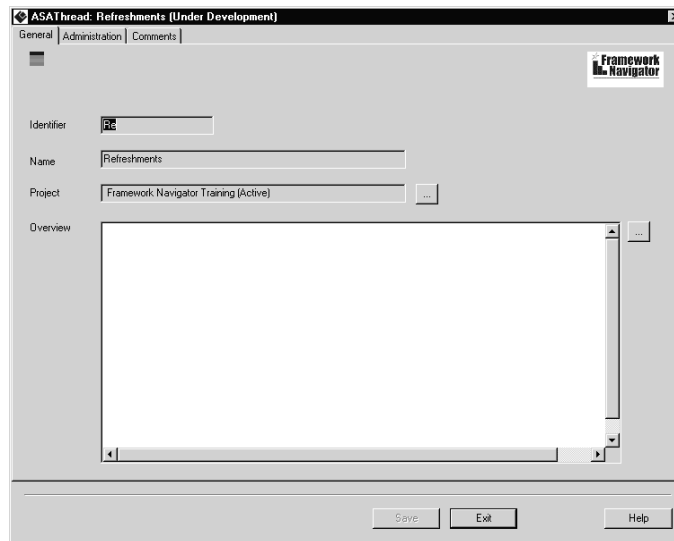 ASAThread: Refreshments (Under Development)
General Administration Comments
Framework
Navigator
Identifier Re
Name Refreshments
Project Framework Navigator Training (Active) ...
Overview ...
Save Exit Help